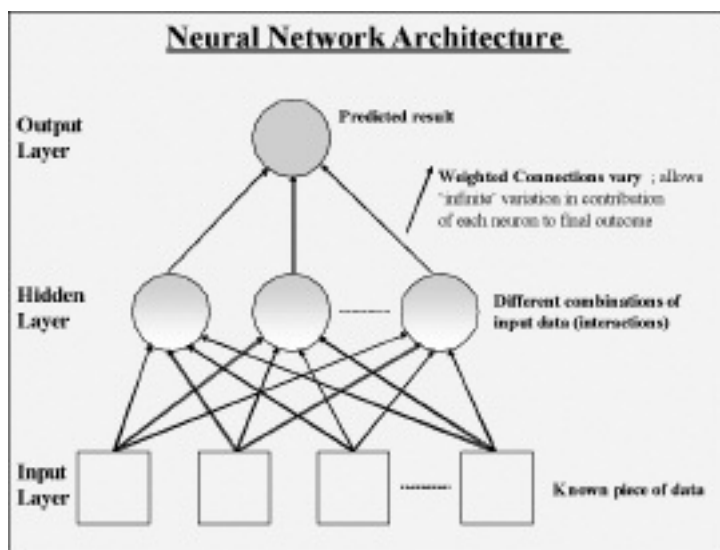 Neural Network Architecture
Output
Layer
Predicted result
Weighted Connections vary ; allows
"infinite" variation in contribution
of each neuron to final outcome
Hidden
Layer
Different combinations of
input data (interactions)
Input
Layer
Known piece of data